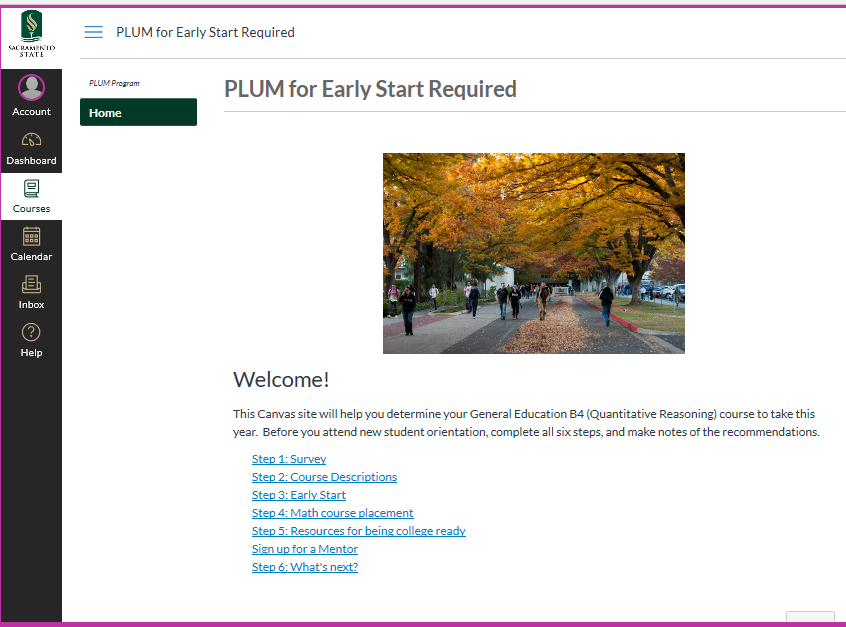 SACRAMENTO
STATE
PLUM for Early Start Required
Account
Dashboard
Courses
Calendar
Inbox
Help
PLUM Program
Home
PLUM for Early Start Required
Welcome!
This Canvas site will help you determine your General Education B4 (Quantitative Reasoning) course to take this
year.  Before you attend new student orientation, complete all six steps, and make notes of the recommendations.
Step 1: Survey
Step 2: Course Descriptions
Step 3: Early Start
Step 4: Math course placement
Step 5: Resources for being college ready
Sign up for a Mentor
Step 6: What's next?